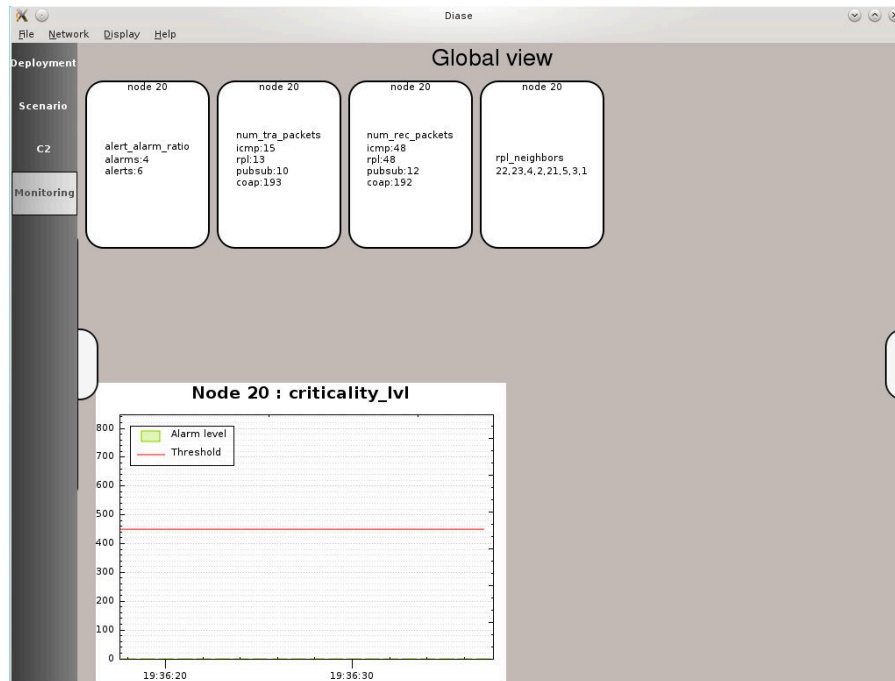 Diase
File Network Display Help
Global view
Deployment
Scenario
C2
Monitoring
node 20
alert_alarm_ratio
alarms:4
alerts:6
node 20
num_tra_packets
icmp:15
rpl:13
pubsub:10
coap:193
node 20
num_rec_packets
icmp:48
rpl:48
pubsub:12
coap:192
node 20
rpl_neighbors
22,23,4,2,21,5,3,1
Node 20 : criticality_lvl
Alarm level
Threshold
800
700
600
500
400
300
200
100
0
19:36:20 19:36:30